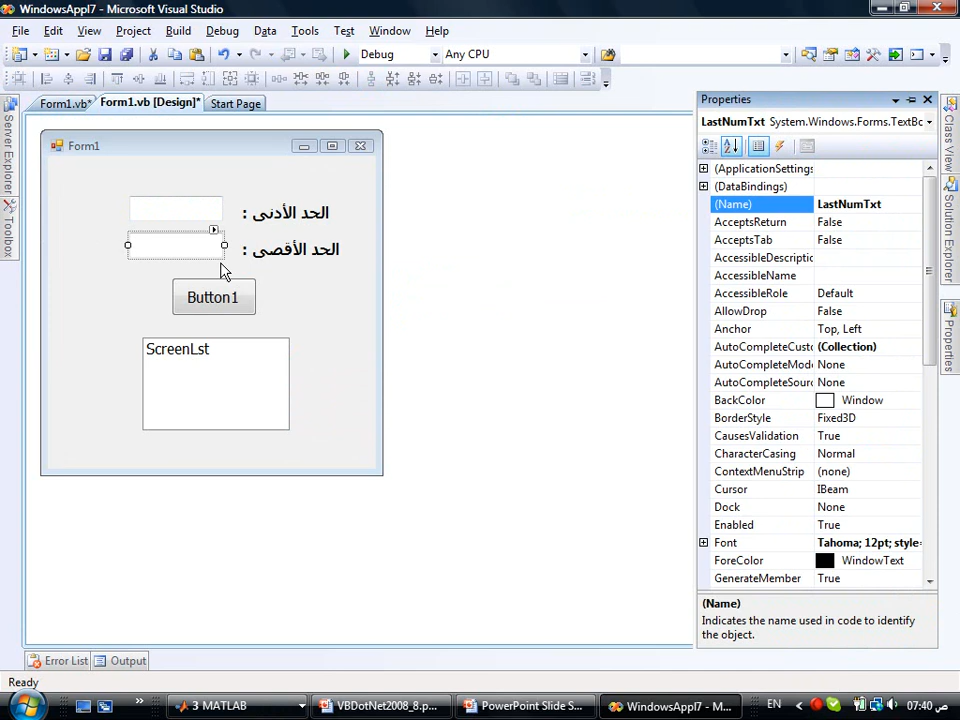 WindowsAppl7 - Microsoft Visual Studio
File Edit View Project Build Debug Data Tools Test Window Help
Debug Any CPU
Form1.vb* Form1.vb [Design]* Start Page
Server Explorer
Toolbox
Form1
الحد الأدنى :
الحد الأقصى :
Button1
ScreenLst
Properties
LastNumTxt System.Windows.Forms.TextBo
(ApplicationSettings
(DataBindings)
(Name) LastNumTxt
AcceptsReturn False
AcceptsTab False
AccessibleDescripti
AccessibleName
AccessibleRole Default
AllowDrop False
Anchor Top, Left
AutoCompleteCusto (Collection)
AutoCompleteMode None
AutoCompleteSourc None
BackColor Window
BorderStyle Fixed3D
CausesValidation True
CharacterCasing Normal
ContextMenuStrip (none)
Cursor IBeam
Dock None
Enabled True
Font Tahoma; 12pt; style=
ForeColor WindowText
GenerateMember True
(Name)
Indicates the name used in code to identify
the object.
Class View
Solution Explorer
Properties
Error List Output
Ready
3 MATLAB VBDotNet2008_8.p... PowerPoint Slide S... WindowsAppl7 - M... EN 07:40 ص